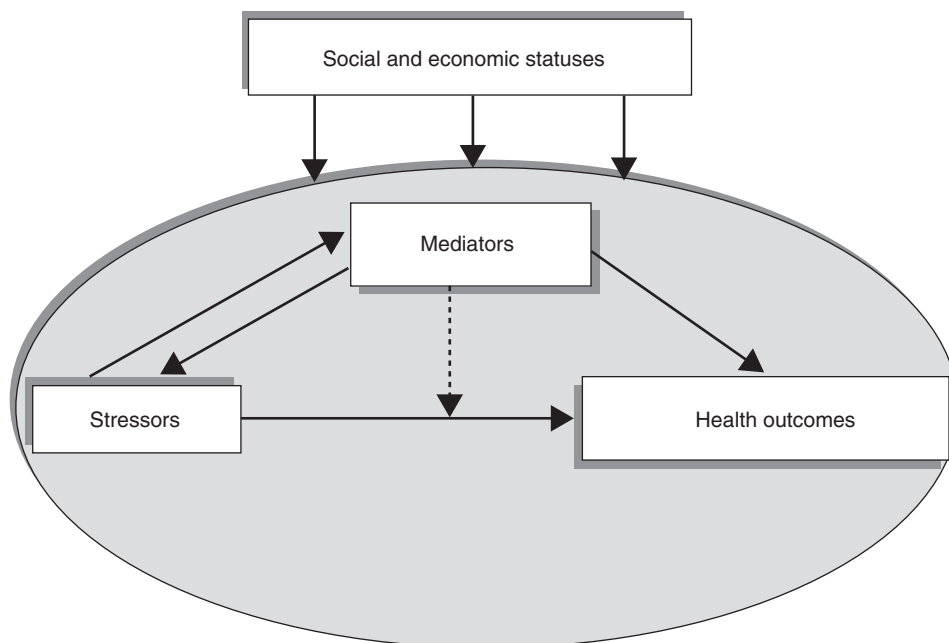 Social and economic statuses
Mediators
Stressors
Health outcomes